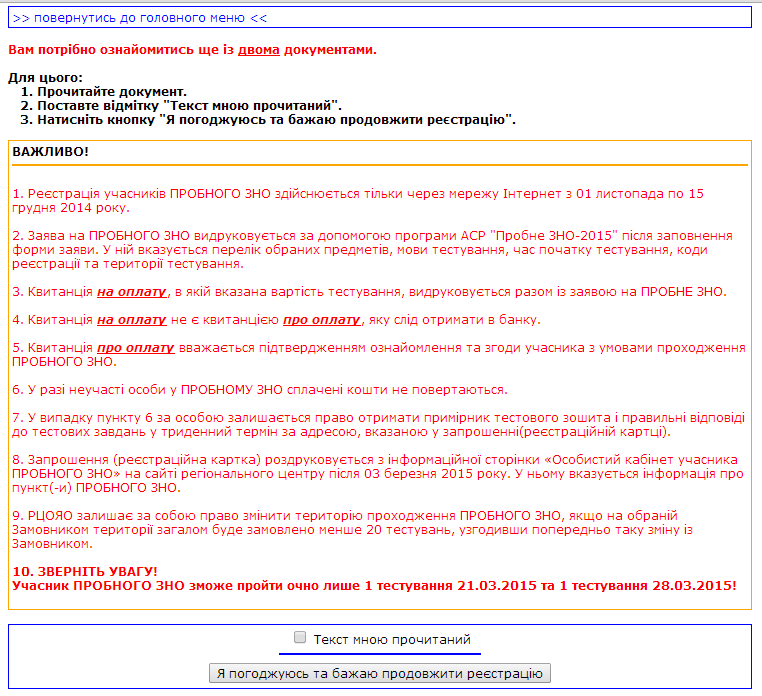 >> повернутись до головного меню <<
Вам потрібно ознайомитись ще із двома документами.
Для цього:
1. Прочитайте документ.
2. Поставте відмітку "Текст мною прочитаний".
3. Натисніть кнопку "Я погоджуюсь та бажаю продовжити реєстрацію".
ВАЖЛИВО!
1. Реєстрація учасників ПРОБНОГО ЗНО здійснюється тільки через мережу Інтернет з 01 листопада по 15
грудня 2014 року.
2. Заява на ПРОБНОГО ЗНО видруковується за допомогою програми АСР "Пробне ЗНО-2015" після заповнення
форми заяви. У ній вказується перелік обраних предметів, мови тестування, час початку тестування, коди
реєстрації та території тестування.
3. Квитанція на оплату, в якій вказана вартість тестування, видруковується разом із заявою на ПРОБНЕ ЗНО.
4. Квитанція на оплату не є квитанцією про оплату, яку слід отримати в банку.
5. Квитанція про оплату вважається підтвердженням ознайомлення та згоди учасника з умовами проходження
ПРОБНОГО ЗНО.
6. У разі неучасті особи у ПРОБНОМУ ЗНО сплачені кошти не повертаються.
7. У випадку пункту 6 за особою залишається право отримати примірник тестового зошита і правильні відповіді
до тестових завдань у триденний термін за адресою, вказаною у запрошенні(реєстраційній картці).
8. Запрошення (реєстраційна картка) роздруковується з інформаційної сторінки «Особистий кабінет учасника
ПРОБНОГО ЗНО» на сайті регіонального центру після 03 березня 2015 року. У ньому вказується інформація про
пункт(-и) ПРОБНОГО ЗНО.
9. РЦОЯО залишає за собою право змінити територію проходження ПРОБНОГО ЗНО, якщо на обраній
Замовником території загалом буде замовлено менше 20 тестувань, узгодивши попередньо таку зміну із
Замовником.
10. ЗВЕРНІТЬ УВАГУ!
Учасник ПРОБНОГО ЗНО зможе пройти очно лише 1 тестування 21.03.2015 та 1 тестування 28.03.2015!
Текст мною прочитаний
Я погоджуюсь та бажаю продовжити реєстрацію